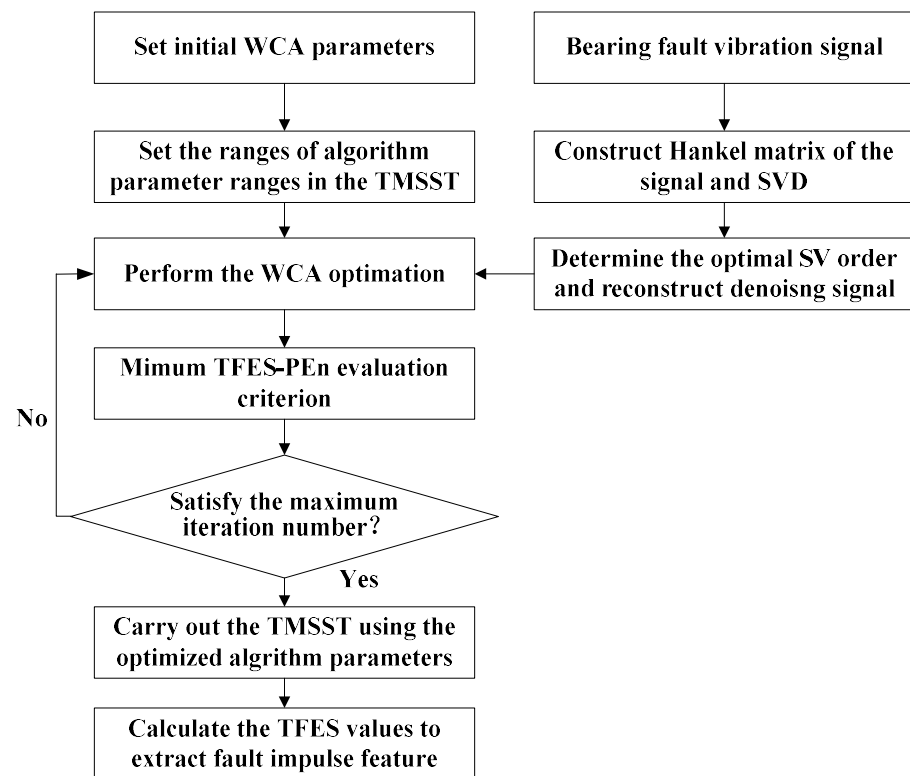 Set initial WCA parameters
Bearing fault vibration signal
Set the ranges of algorithm
parameter ranges in the TMSST
Construct Hankel matrix of the
signal and SVD
Perform the WCA optimation
Determine the optimal SV order
and reconstruct denoisng signal
Mimum TFES-PEn evaluation
criterion
No
Satisfy the maximum
iteration number？
Yes
Carry out the TMSST using the
optimized algrithm parameters
Calculate the TFES values to
extract fault impulse feature